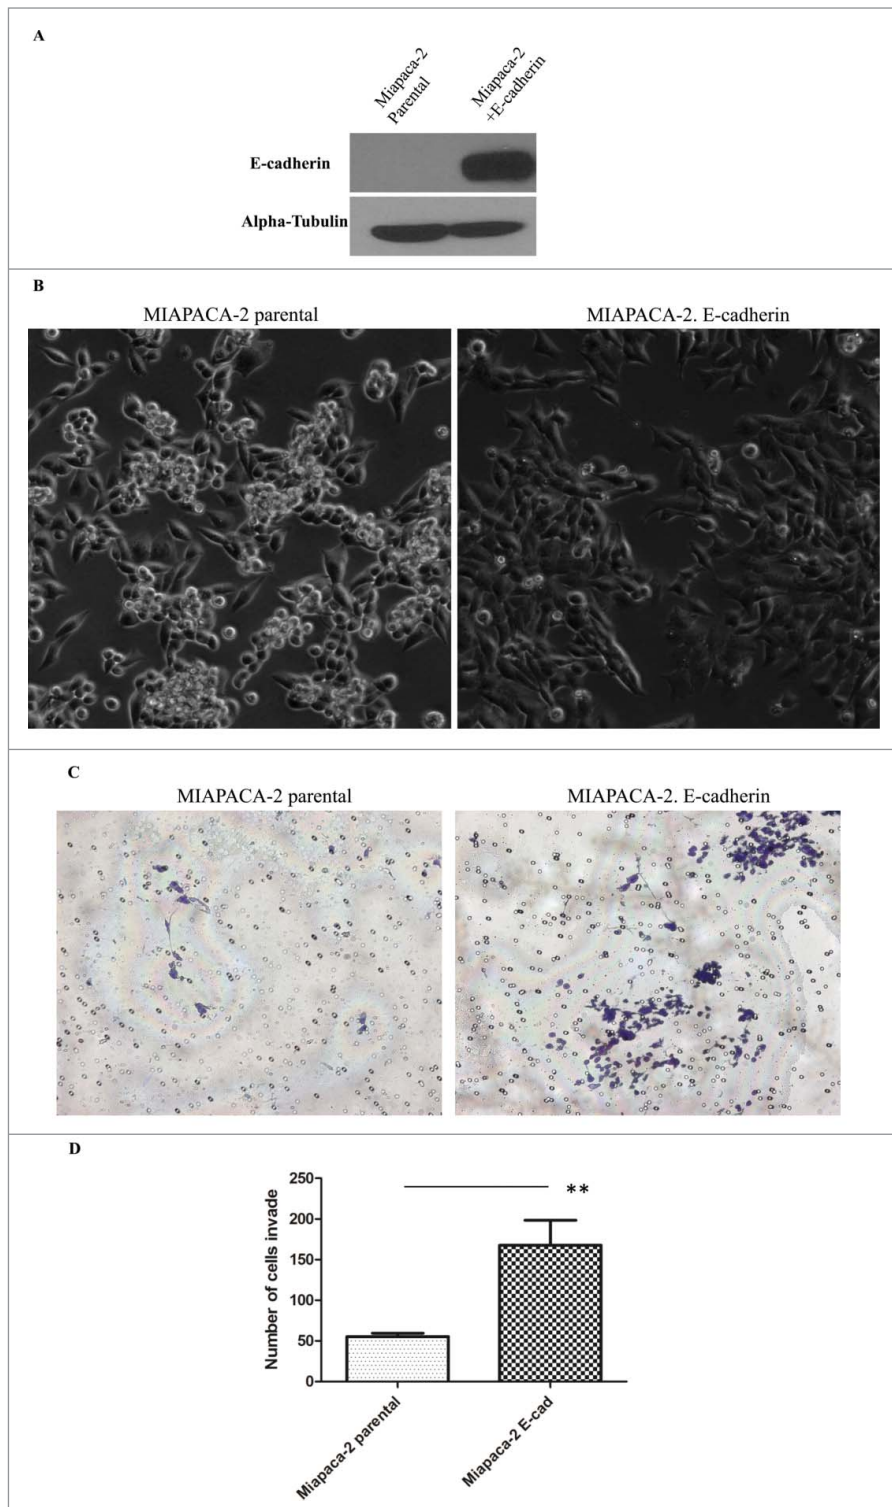 A
Miapaca-2
Parental
Miapaca-2
+E-cadherin
E-cadherin
Alpha-Tubulin
B
MIAPACA-2 parental
MIAPACA-2. E-cadherin
C
MIAPACA-2 parental
MIAPACA-2. E-cadherin
D
250
200
150
100
50
0
Number of cells invade
**
Miapaca-2 parental
Miapaca-2 E-cad